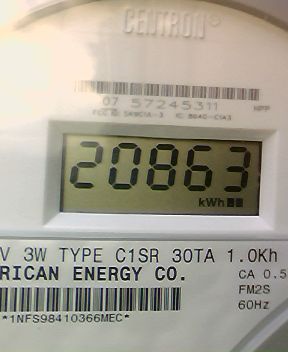 CENTRON®
07 57245311
20863
kWh
V 3W TYPE C1SR 30TA 1.0Kh
RICAN ENERGY CO.
CA 0.5
FM2S
60Hz
*1NFS98410366MEC*